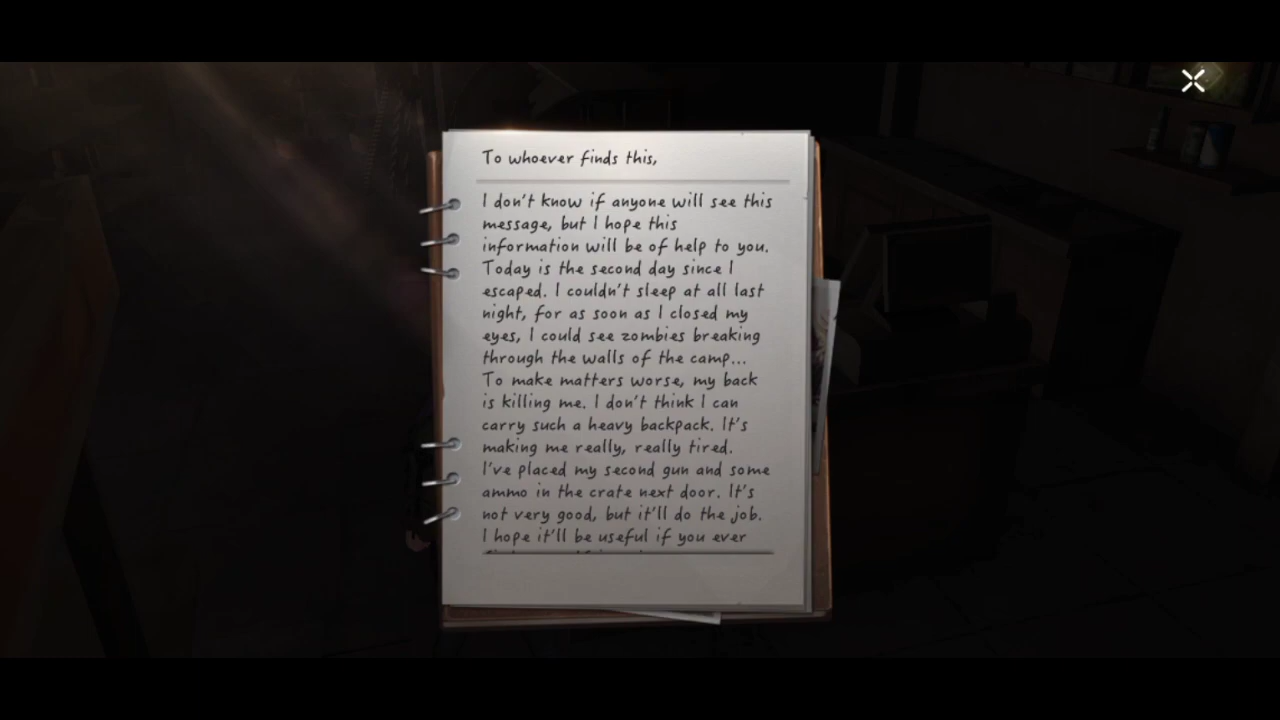 To whoever finds this,
I don't know if anyone will see this
message, but I hope this
information will be of help to you.
Today is the second day since I
escaped. I couldn't sleep at all last
night, for as soon as I closed my
eyes, I could see zombies breaking
through the walls of the camp...
To make matters worse, my back
is killing me. I don't think I can
carry such a heavy backpack. It's
making me really, really tired.
I've placed my second gun and some
ammo in the crate next door. It's
not very good, but it'll do the job.
I hope it'll be useful if you ever